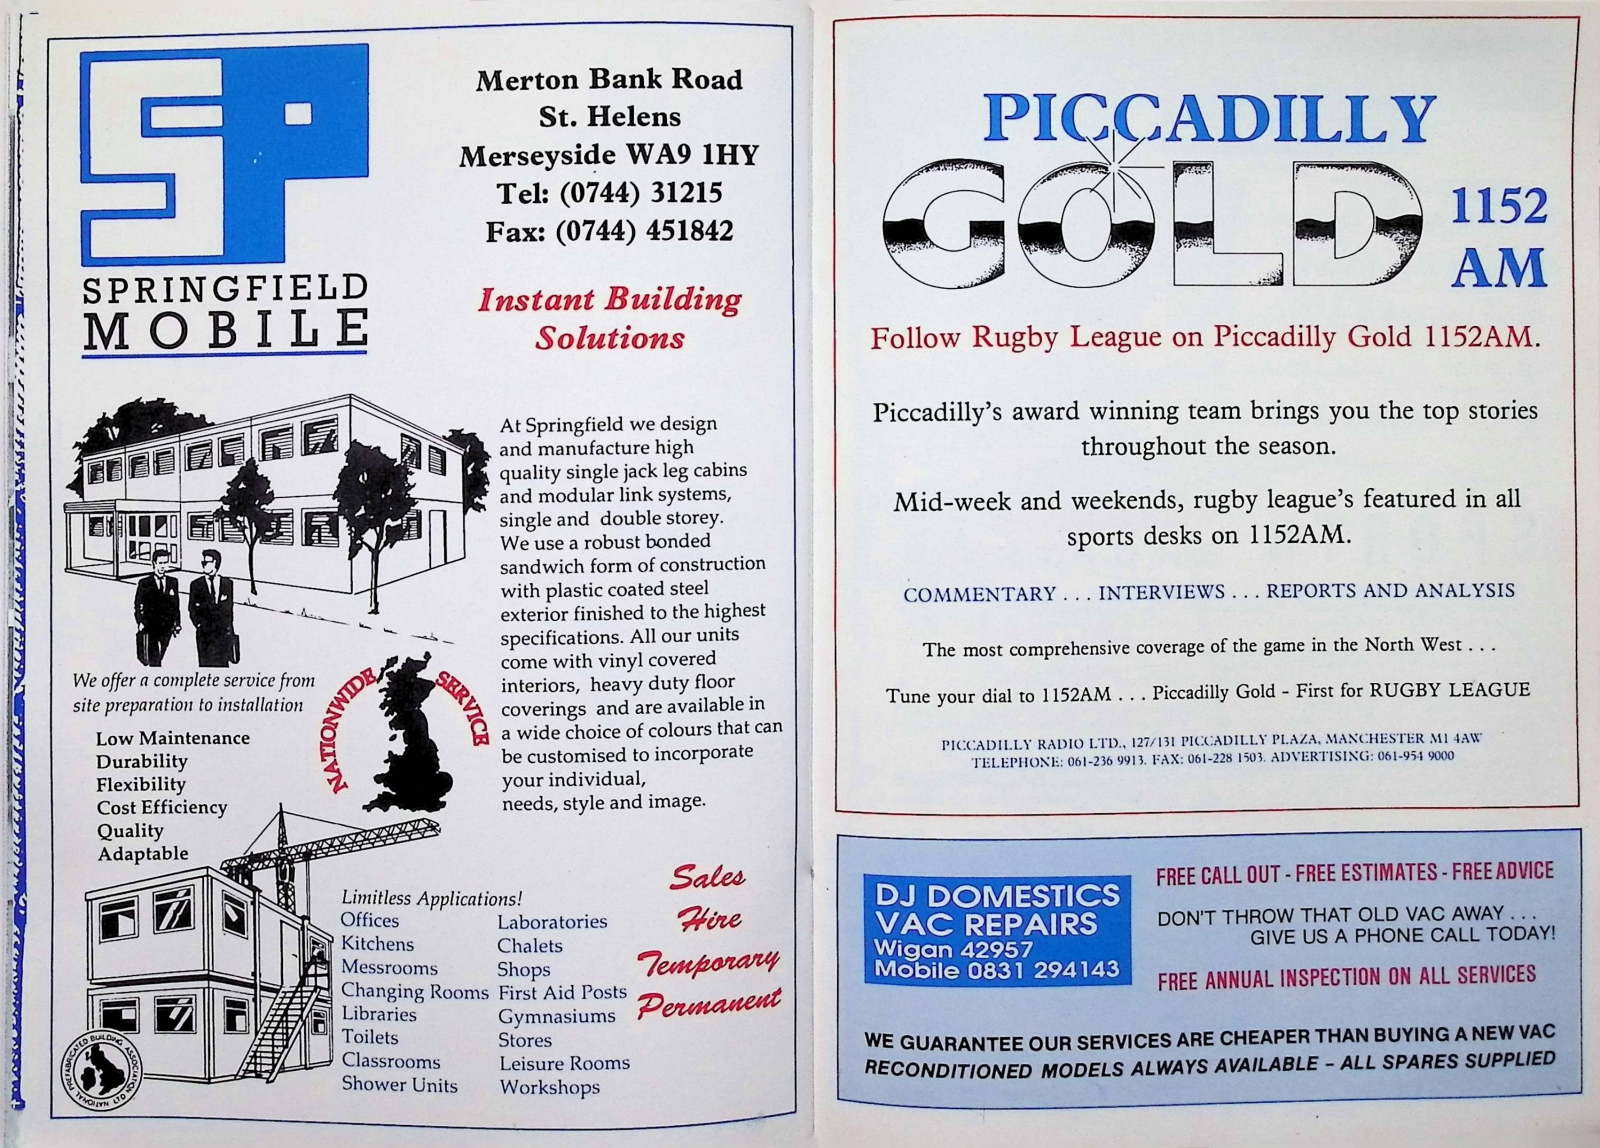 SP
SPRINGFIELD
MOBILE
Merton Bank Road
St. Helens
Merseyside WA9 1HY
Tel: (0744) 31215
Fax: (0744) 451842
Instant Building
Solutions
At Springfield we design
and manufacture high
quality single jack leg cabins
and modular link systems,
single and double storey.
We use a robust bonded
sandwich form of construction
with plastic coated steel
exterior finished to the highest
specifications. All our units
come with vinyl covered
interiors, heavy duty floor
coverings and are available in
a wide choice of colours that can
be customised to incorporate
your individual,
needs, style and image.
We offer a complete service from
site preparation to installation
NATIONWIDE SERVICE
Low Maintenance
Durability
Flexibility
Cost Efficiency
Quality
Adaptable
Limitless Applications!
Offices
Kitchens
Messrooms
Changing Rooms
Libraries
Toilets
Classrooms
Shower Units
Laboratories
Chalets
Shops
First Aid Posts
Gymnasiums
Stores
Leisure Rooms
Workshops
Sales
Hire
Temporary
Permanent
NATIONAL PREFABRICATED BUILDING ASSOCIATION LTD
PICCADILLY
GOLD
1152
AM
Follow Rugby League on Piccadilly Gold 1152AM.
Piccadilly's award winning team brings you the top stories
throughout the season.
Mid-week and weekends, rugby league's featured in all
sports desks on 1152AM.
COMMENTARY . . . INTERVIEWS . . . REPORTS AND ANALYSIS
The most comprehensive coverage of the game in the North West . . .
Tune your dial to 1152AM . . . Piccadilly Gold - First for RUGBY LEAGUE
PICCADILLY RADIO LTD., 127/131 PICCADILLY PLAZA, MANCHESTER M1 4AW
TELEPHONE: 061-236 9913. FAX: 061-228 1503. ADVERTISING: 061-954 9000
DJ DOMESTICS
VAC REPAIRS
Wigan 42957
Mobile 0831 294143
FREE CALL OUT - FREE ESTIMATES - FREE ADVICE
DON'T THROW THAT OLD VAC AWAY . . .
GIVE US A PHONE CALL TODAY!
FREE ANNUAL INSPECTION ON ALL SERVICES
WE GUARANTEE OUR SERVICES ARE CHEAPER THAN BUYING A NEW VAC
RECONDITIONED MODELS ALWAYS AVAILABLE – ALL SPARES SUPPLIED